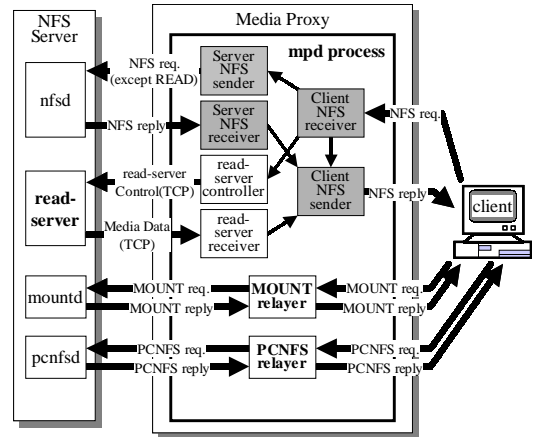 NFS
Server
Media Proxy
mpd process
nfsd
NFS req.
(except READ)
Server
NFS
sender
NFS reply
Server
NFS
receiver
Client
NFS
receiver
NFS req.
read-
server
read-server
Control(TCP)
read-
server
controller
Client
NFS
sender
NFS reply
client
Media Data
(TCP)
read-
server
receiver
mountd
MOUNT req.
MOUNT reply
MOUNT
relayer
MOUNT req.
MOUNT reply
pcnfsd
PCNFS req.
PCNFS reply
PCNFS
relayer
PCNFS req.
PCNFS reply